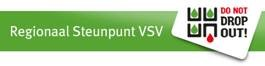 Regionaal Steunpunt VSV
DO NOT
DROP
OUT!